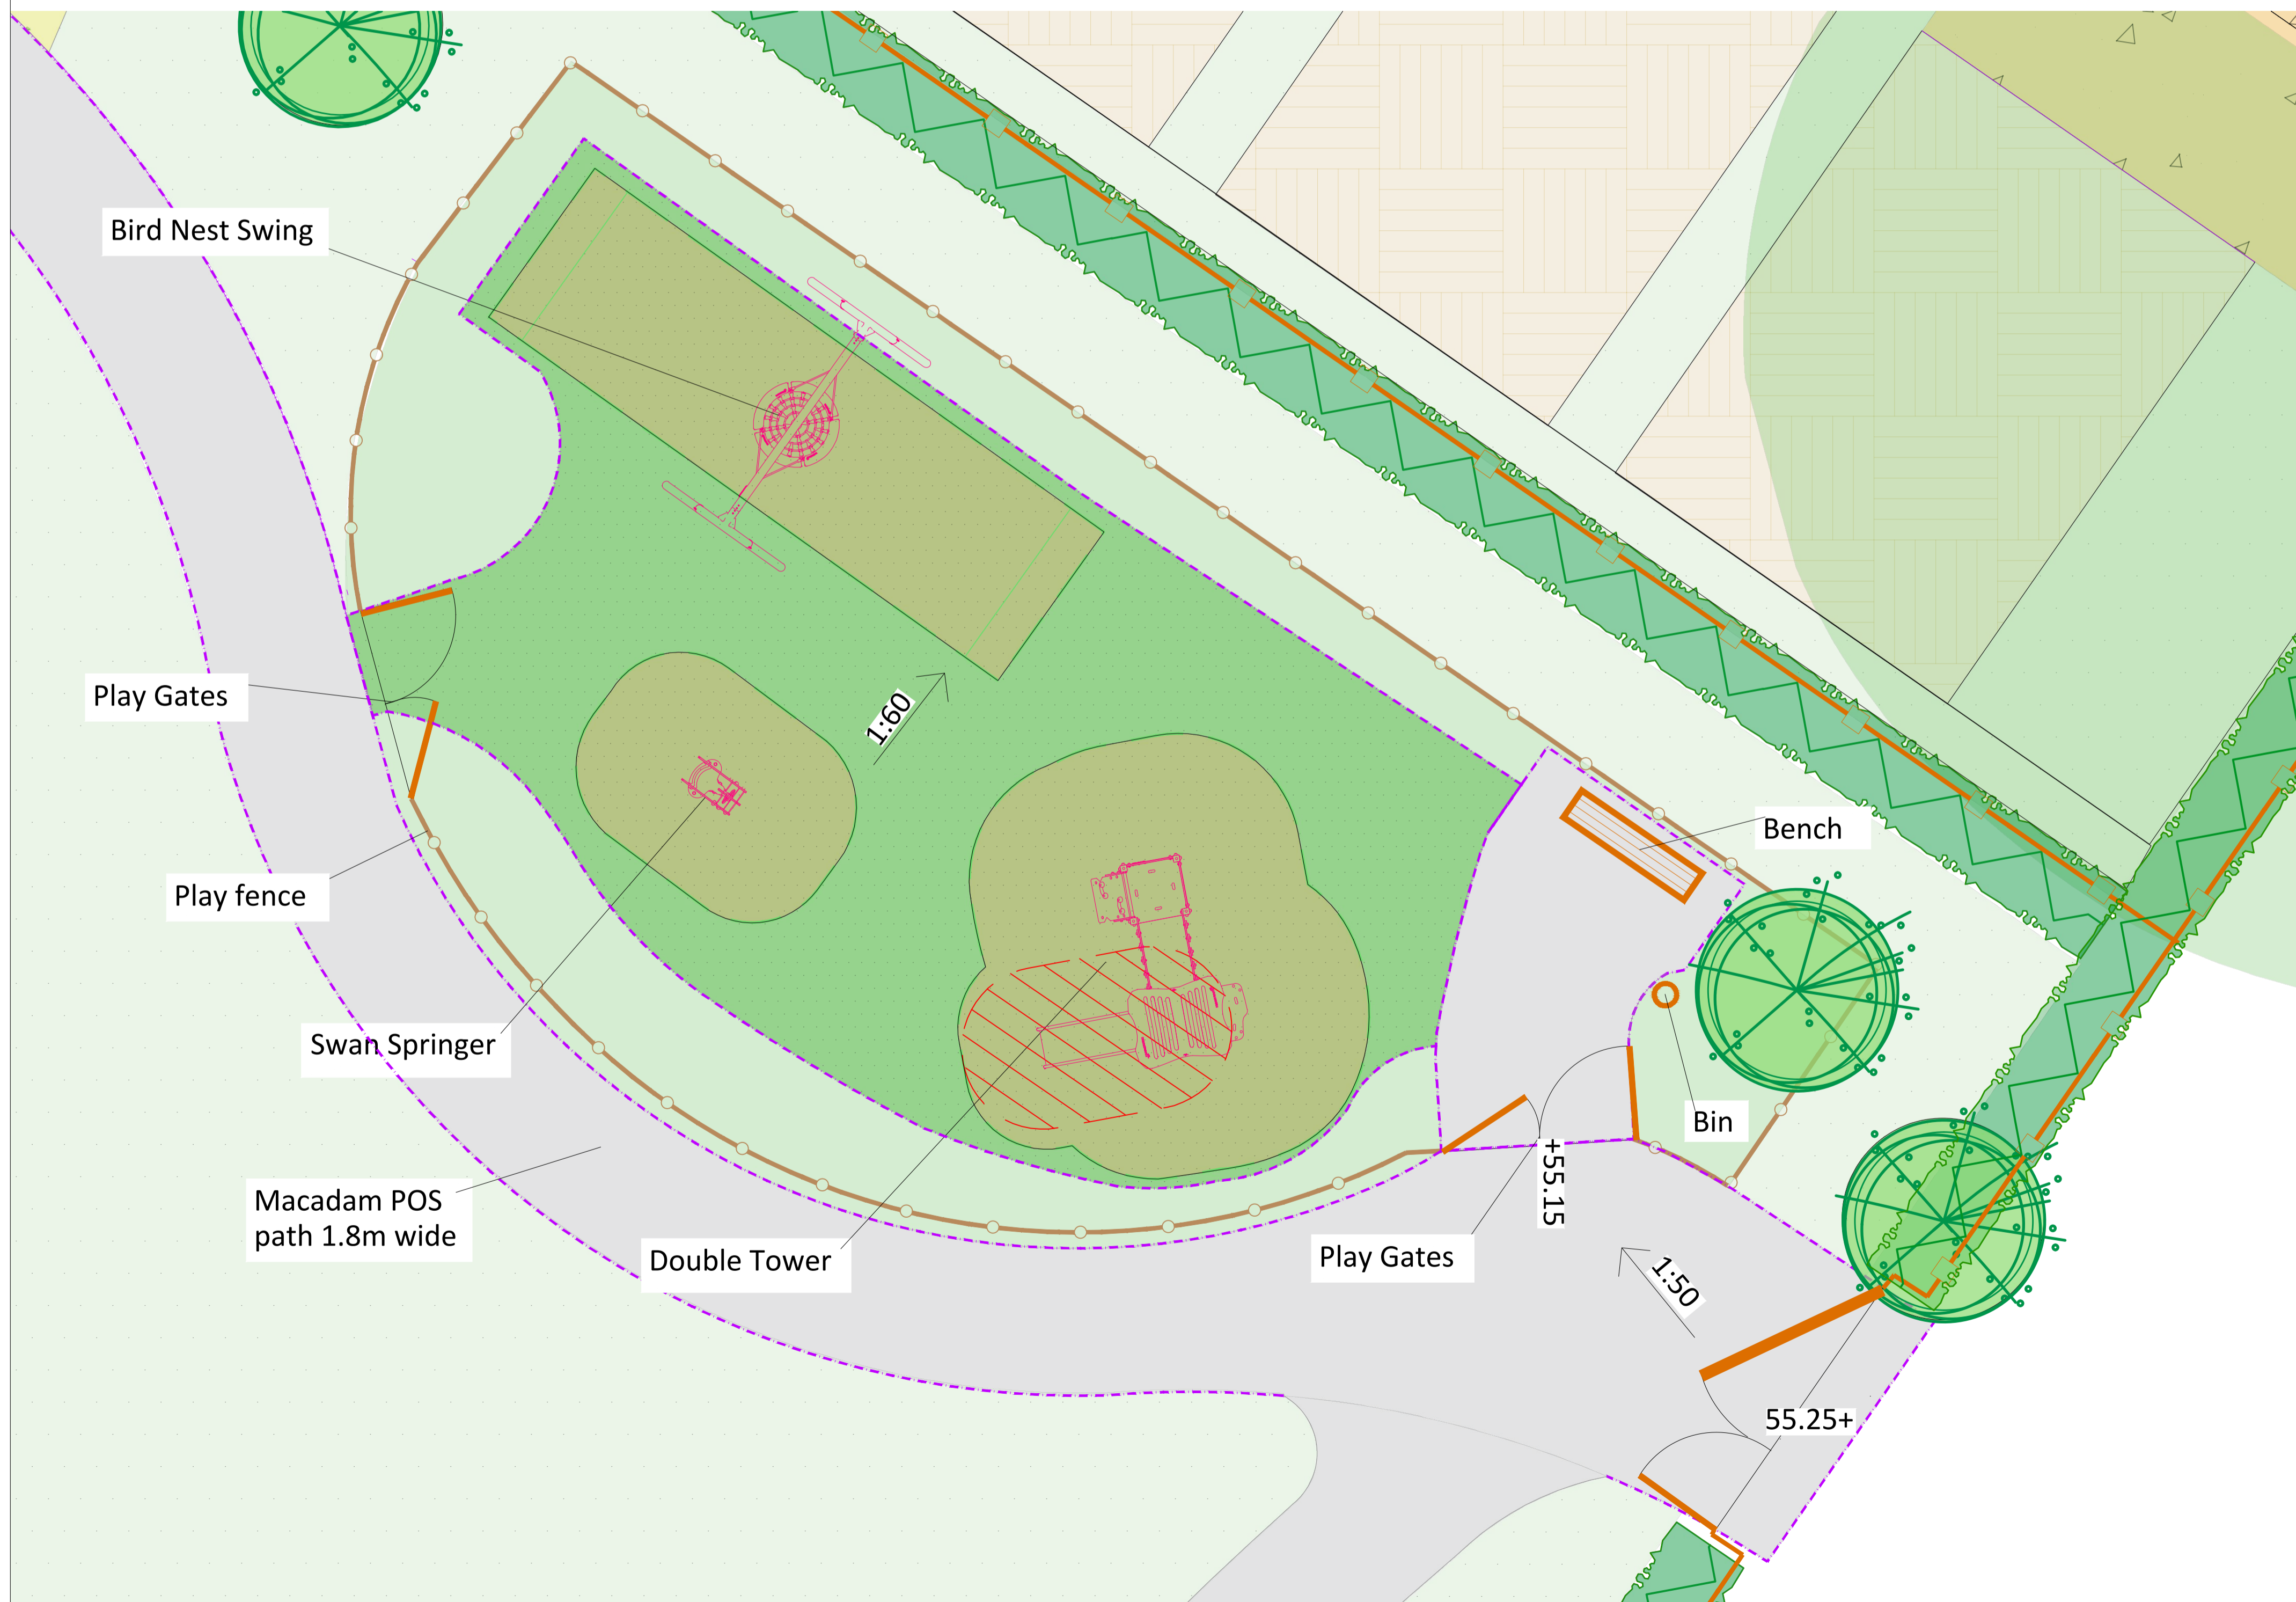 Bird Nest Swing
Play Gates
1:60
Bench
Play fence
Swan Springer
Bin
Macadam POS
path 1.8m wide
Double Tower
Play Gates
+55.15
1:50
55.25+